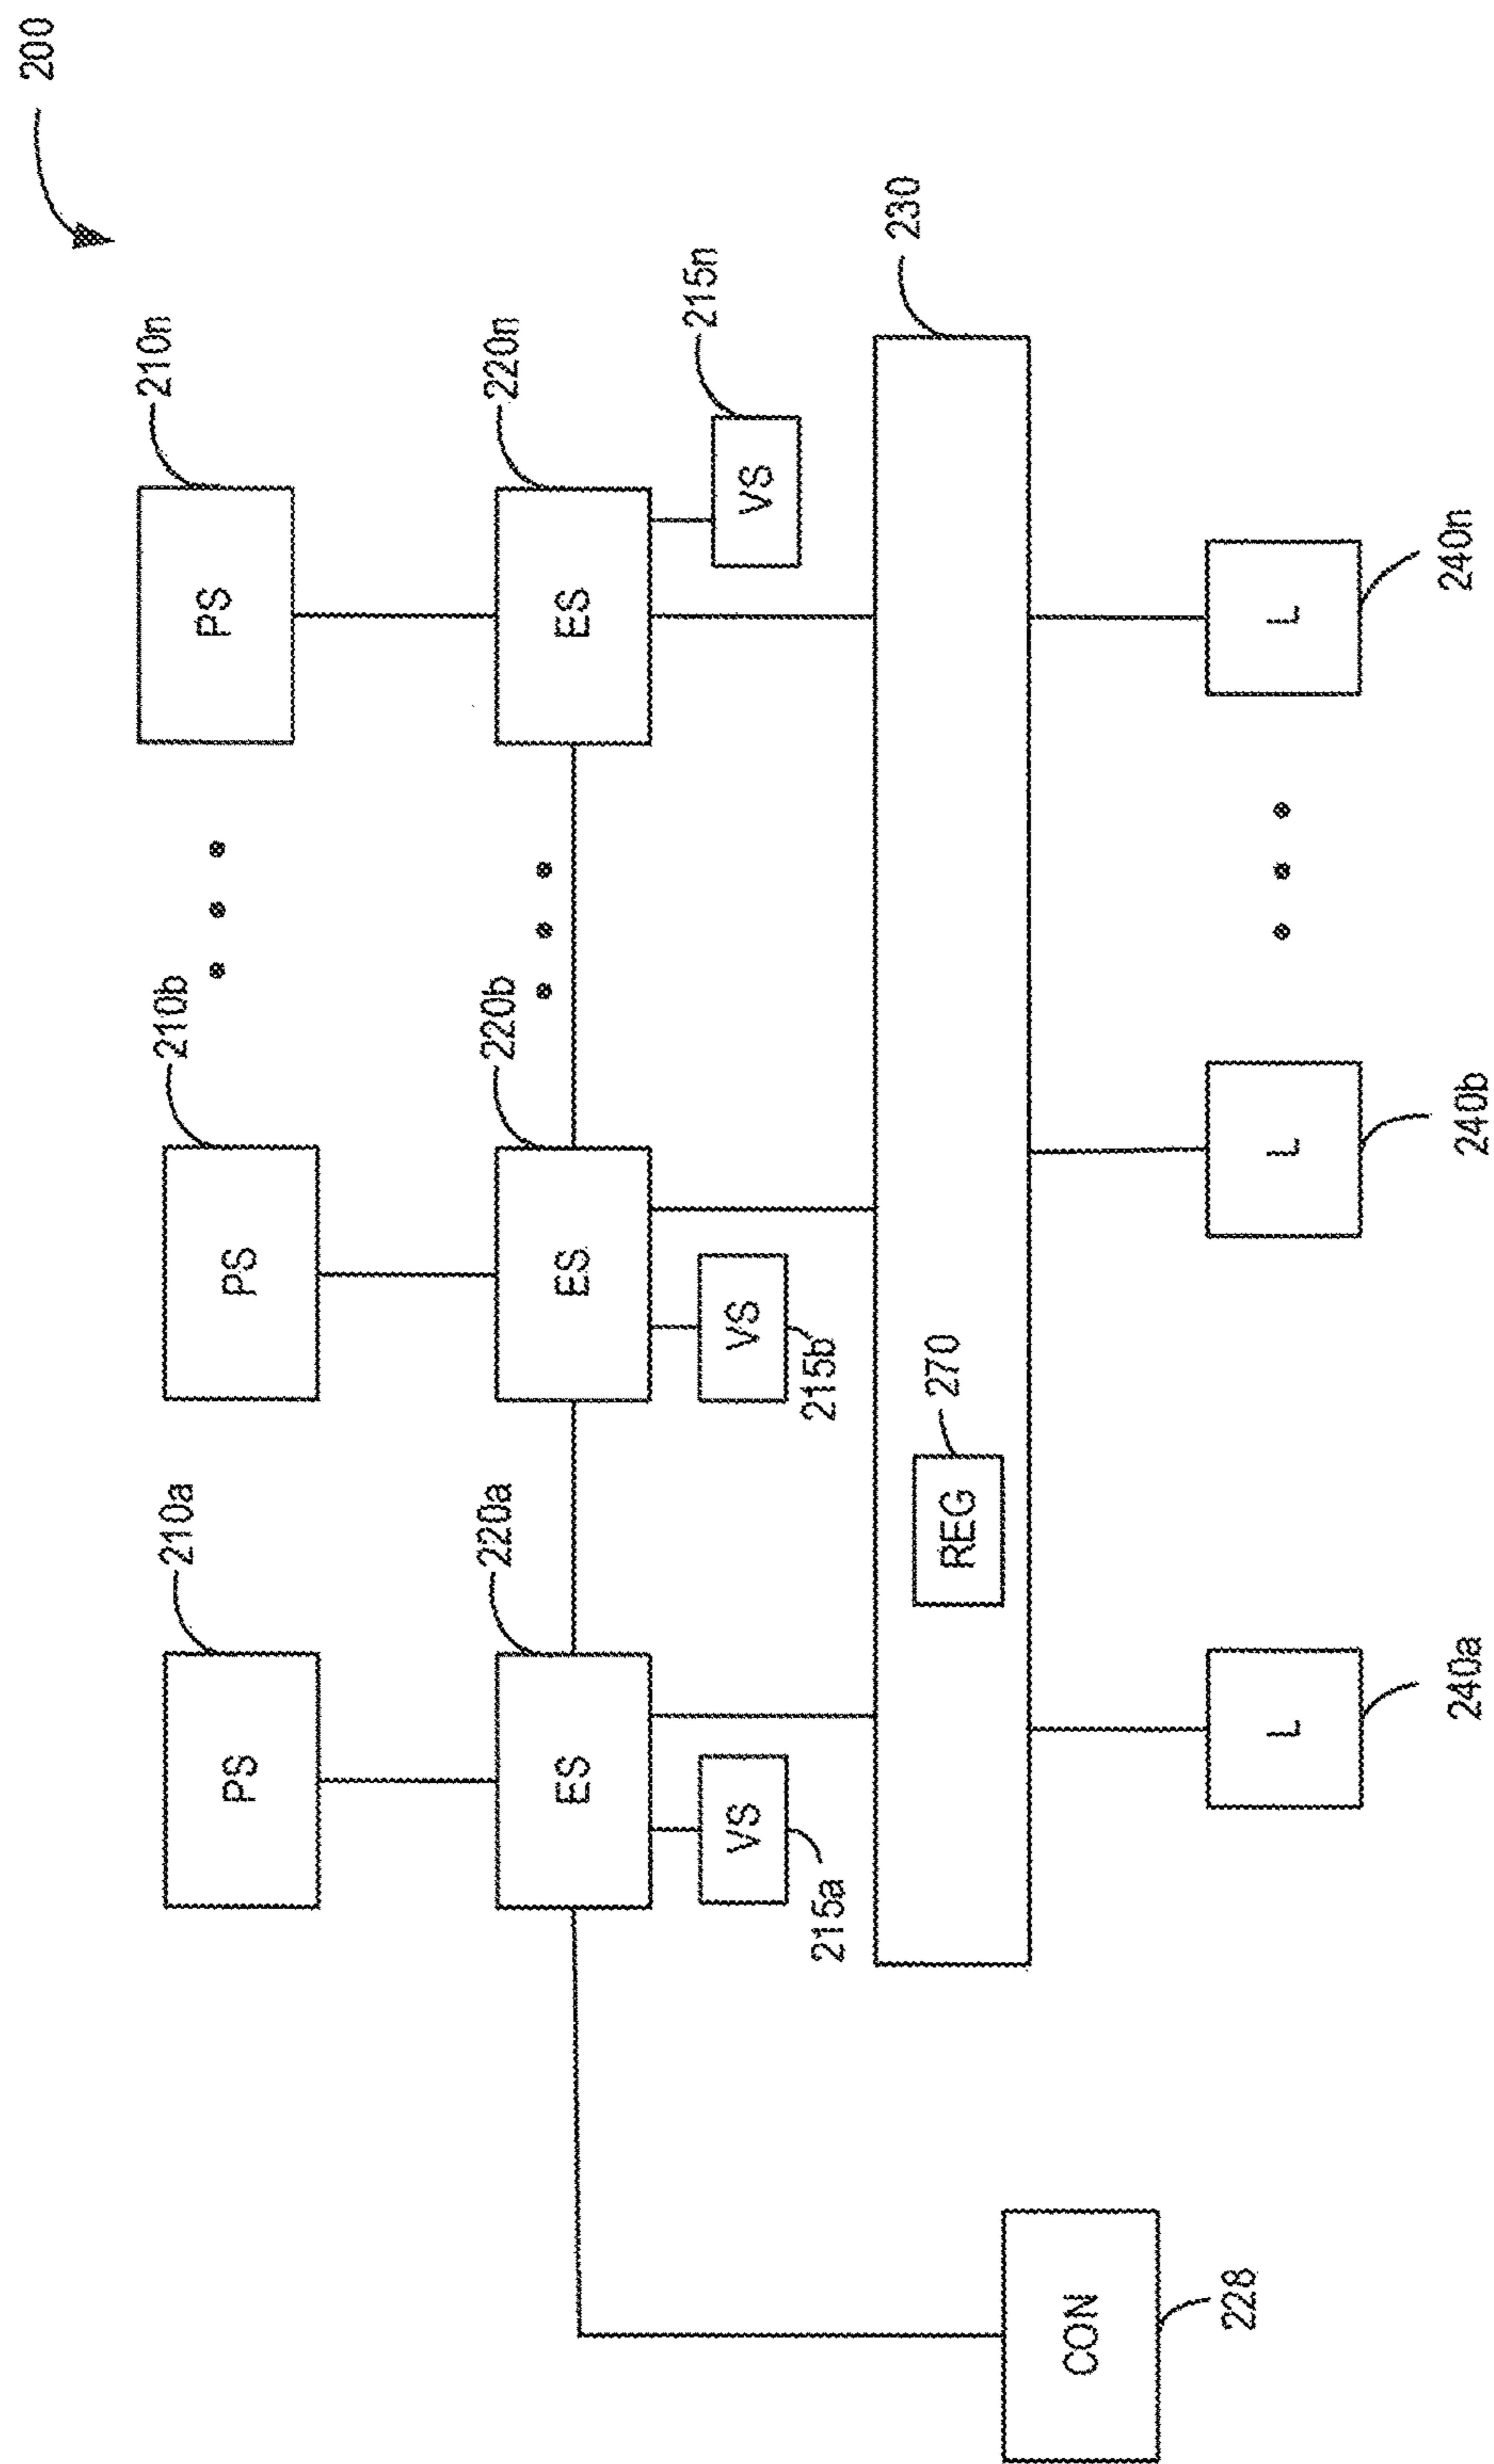 200
210a
210b
210n
PS
PS
PS
220a
220b
220n
ES
ES
ES
215n
VS
VS
VS
215a
215b
230
REG
270
CON
228
L
L
L
240a
240b
240n